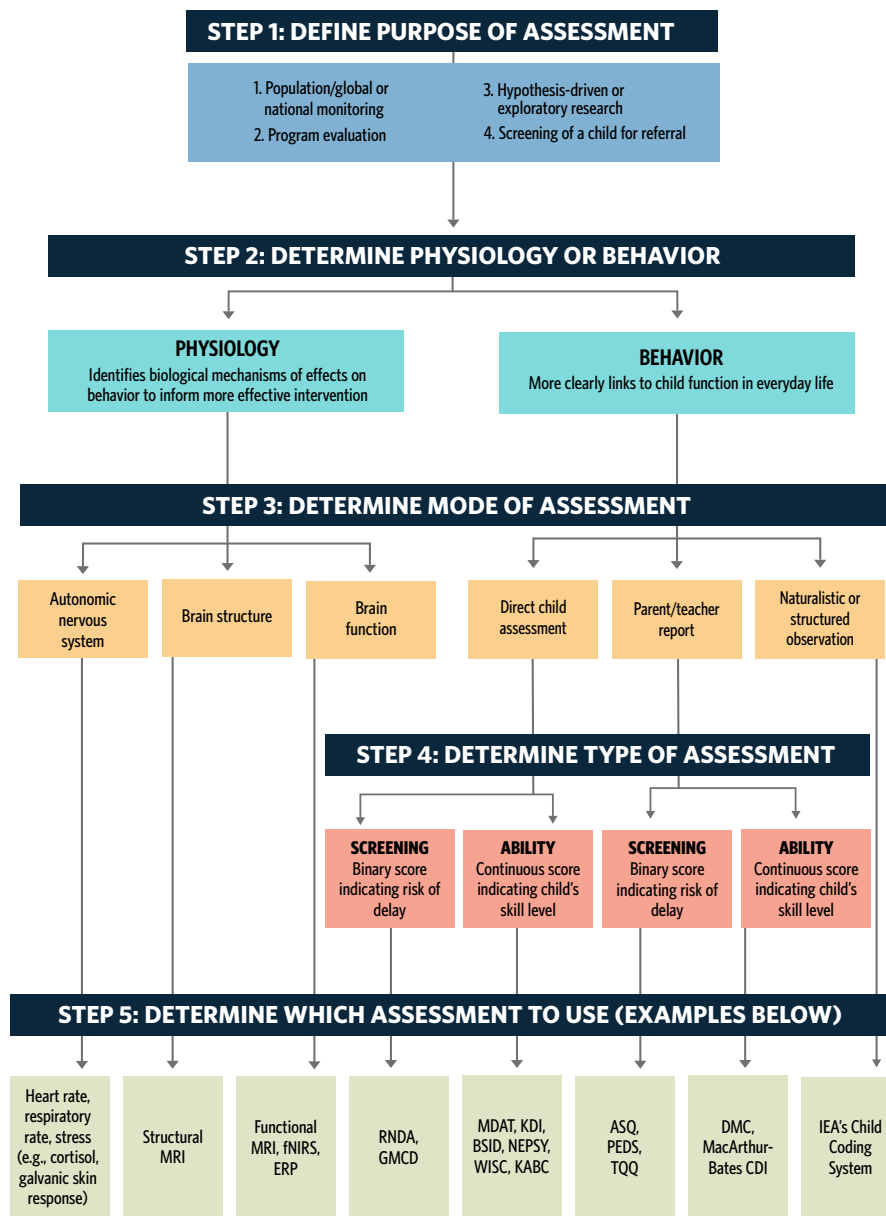 STEP 1: DEFINE PURPOSE OF ASSESSMENT
1. Population/global or
national monitoring
2. Program evaluation
3. Hypothesis-driven or
exploratory research
4. Screening of a child for referral
STEP 2: DETERMINE PHYSIOLOGY OR BEHAVIOR
PHYSIOLOGY
Identifies biological mechanisms of effects on
behavior to inform more effective intervention
BEHAVIOR
More clearly links to child function in everyday life
STEP 3: DETERMINE MODE OF ASSESSMENT
Autonomic
nervous
system
Brain structure
Brain
function
Direct child
assessment
Parent/teacher
report
Naturalistic or
structured
observation
STEP 4: DETERMINE TYPE OF ASSESSMENT
SCREENING
Binary score
indicating risk of
delay
ABILITY
Continuous score
indicating child's
skill level
SCREENING
Binary score
indicating risk of
delay
ABILITY
Continuous score
indicating child's
skill level
STEP 5: DETERMINE WHICH ASSESSMENT TO USE (EXAMPLES BELOW)
Heart rate,
respiratory
rate, stress
(e.g., cortisol,
galvanic skin
response)
Structural
MRI
Functional
MRI, fNIRS,
ERP
RNDA,
GMCD
MDAT, KDI,
BSID, NEPSY,
WISC, KABC
ASQ,
PEDS,
TQQ
DMC,
MacArthur-
Bates CDI
IEA's Child
Coding
System